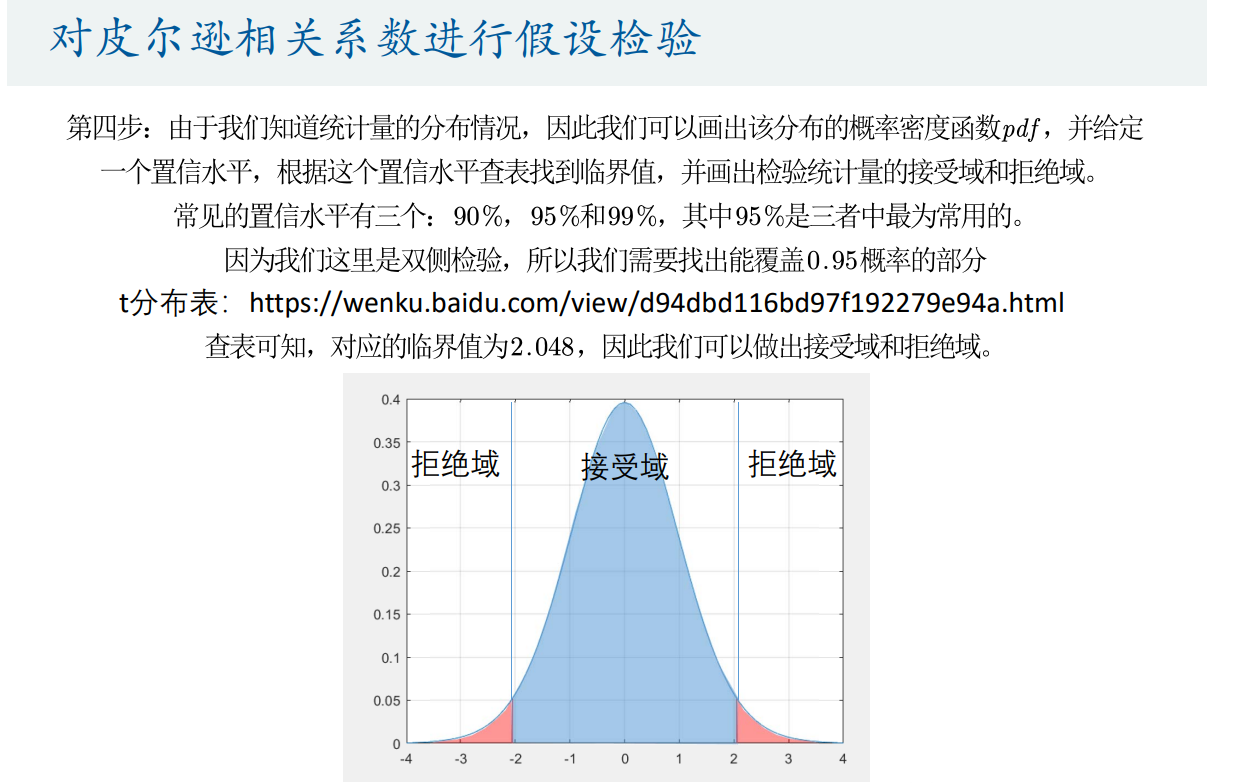 对皮尔逊相关系数进行假设检验
第四步：由于我们知道统计量的分布情况，因此我们可以画出该分布的概率密度函数pdf，并给定
一个置信水平，根据这个置信水平查表找到临界值，并画出检验统计量的接受域和拒绝域。
常见的置信水平有三个：90%，95%和99%，其中95%是三者中最为常用的。
因为我们这里是双侧检验，所以我们需要找出能覆盖0.95概率的部分
t分布表：https://wenku.baidu.com/view/d94dbd116bd97f192279e94a.html
查表可知，对应的临界值为2.048，因此我们可以做出接受域和拒绝域。
0.4
0.35
拒绝域 接受域 拒绝域
0.3
0.25
0.2
0.15
0.1
0.05
0
-4 -3 -2 -1 0 1 2 3 4